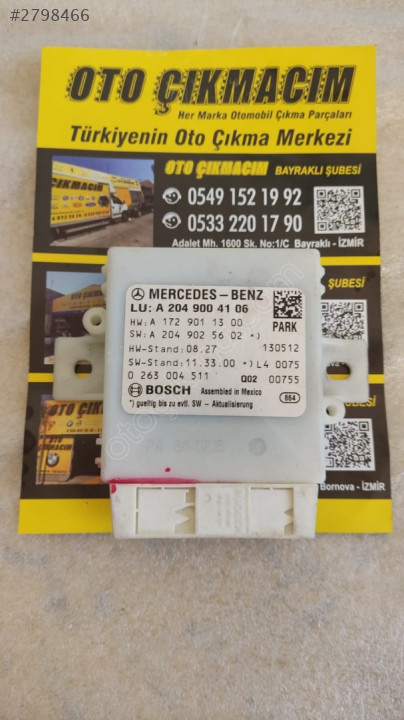 #2798466
OTO ÇIKMACIM
Her Marka Otomobil Çıkma Parçaları
Türkiyenin Oto Çıkma Merkezi
OTO ÇIKMACIM BAYRAKLI ŞUBESİ
0549 152 19 92
0533 220 17 90
Adalet Mh. 1600 Sk. No:1/C Bayraklı - İZMİR
ŞUBESİ
MERCEDES-BENZ
LU: A 204 900 41 06
HW: A 172 901 13 00
PARK
SW: A 204 902 56 02 *)
HW-Stand: 08.27 130512
SW-Stand: 11.33.00 *) L4 0075
0 263 004 511 Q02 00755
BOSCH Assembled in Mexico 864
*) gueltig bis zu evtl. SW - Aktualisierung
Bornova - İZMİR